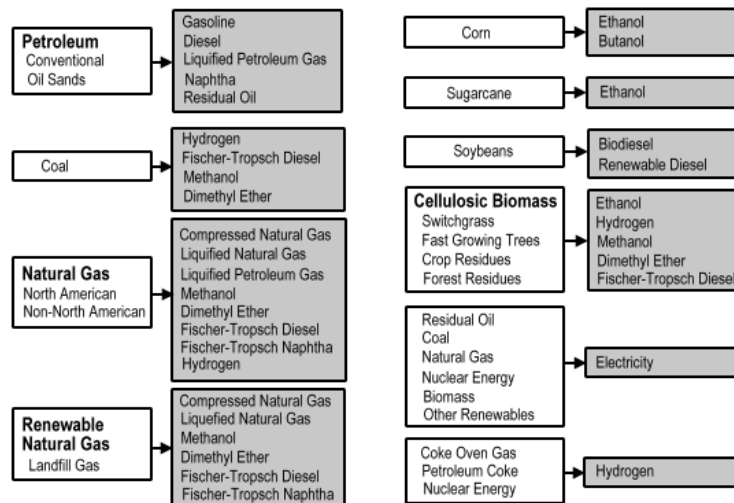 Petroleum
Conventional
Oil Sands
Gasoline
Diesel
Liquified Petroleum Gas
Naphtha
Residual Oil
Coal
Hydrogen
Fischer-Tropsch Diesel
Methanol
Dimethyl Ether
Natural Gas
North American
Non-North American
Compressed Natural Gas
Liquified Natural Gas
Liquified Petroleum Gas
Methanol
Dimethyl Ether
Fischer-Tropsch Diesel
Fischer-Tropsch Naphtha
Hydrogen
Renewable
Natural Gas
Landfill Gas
Compressed Natural Gas
Liquefied Natural Gas
Methanol
Dimethyl Ether
Fischer-Tropsch Diesel
Fischer-Tropsch Naphtha
Corn
Ethanol
Butanol
Sugarcane
Ethanol
Soybeans
Biodiesel
Renewable Diesel
Cellulosic Biomass
Switchgrass
Fast Growing Trees
Crop Residues
Forest Residues
Ethanol
Hydrogen
Methanol
Dimethyl Ether
Fischer-Tropsch Diesel
Residual Oil
Coal
Natural Gas
Nuclear Energy
Biomass
Other Renewables
Electricity
Coke Oven Gas
Petroleum Coke
Nuclear Energy
Hydrogen